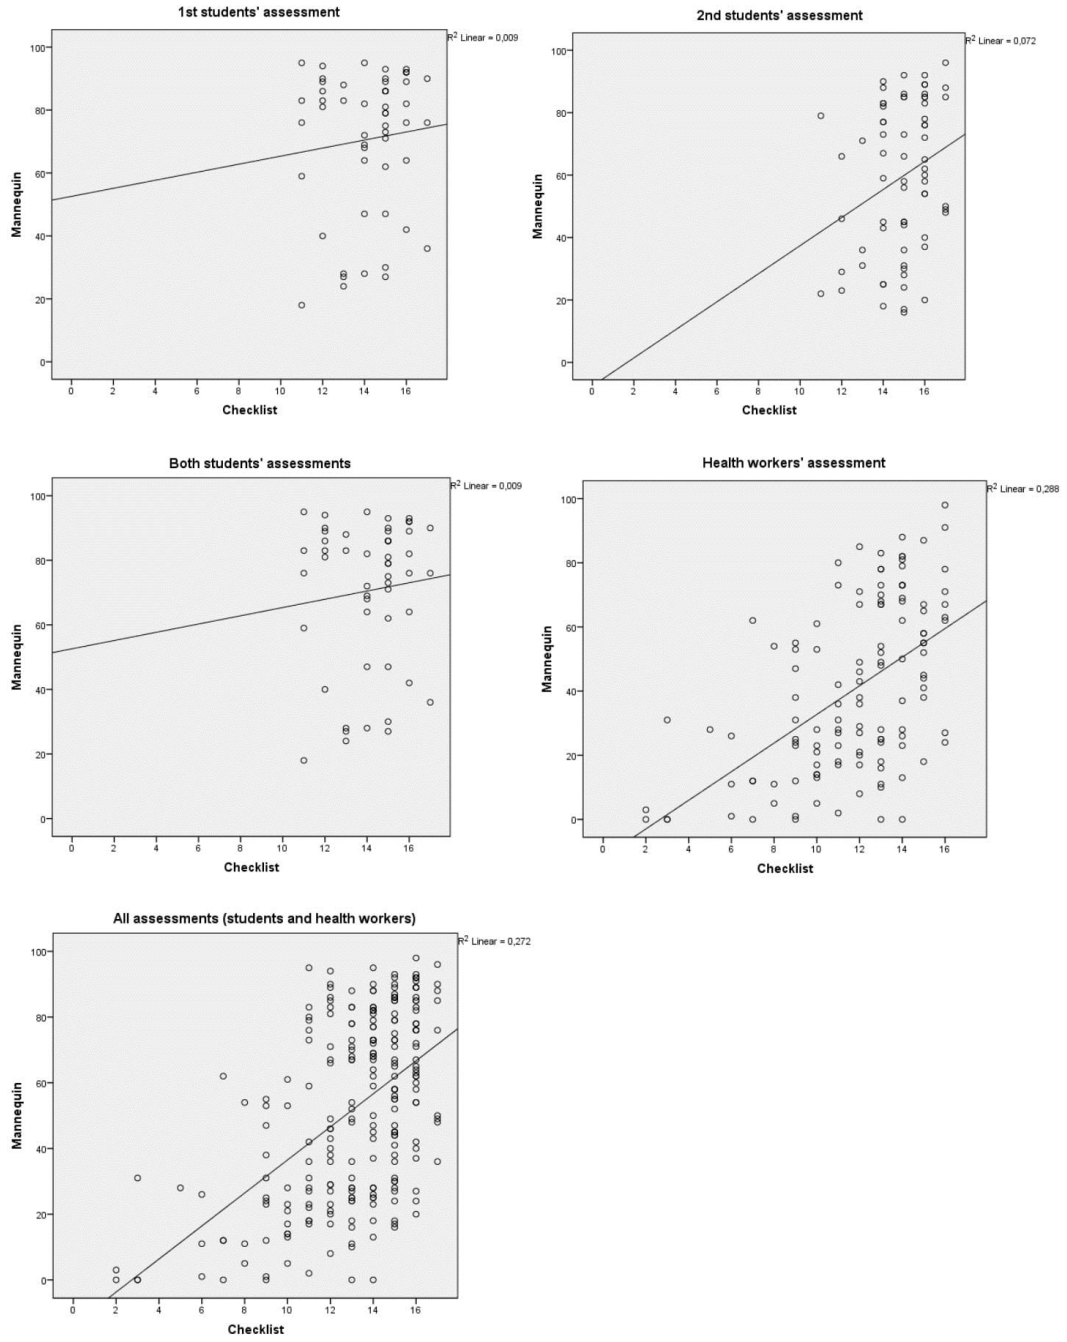 1st students' assessment
R² Linear = 0,009
100
80
60
40
20
0
Mannequin
0 2 4 6 8 10 12 14 16
Checklist
2nd students' assessment
R² Linear = 0,072
100
80
60
40
20
0
Mannequin
0 2 4 6 8 10 12 14 16
Checklist
Both students' assessments
R² Linear = 0,009
100
80
60
40
20
0
Mannequin
0 2 4 6 8 10 12 14 16
Checklist
Health workers' assessment
R² Linear = 0,288
100
80
60
40
20
0
Mannequin
0 2 4 6 8 10 12 14 16
Checklist
All assessments (students and health workers)
R² Linear = 0,272
100
80
60
40
20
0
Mannequin
0 2 4 6 8 10 12 14 16
Checklist